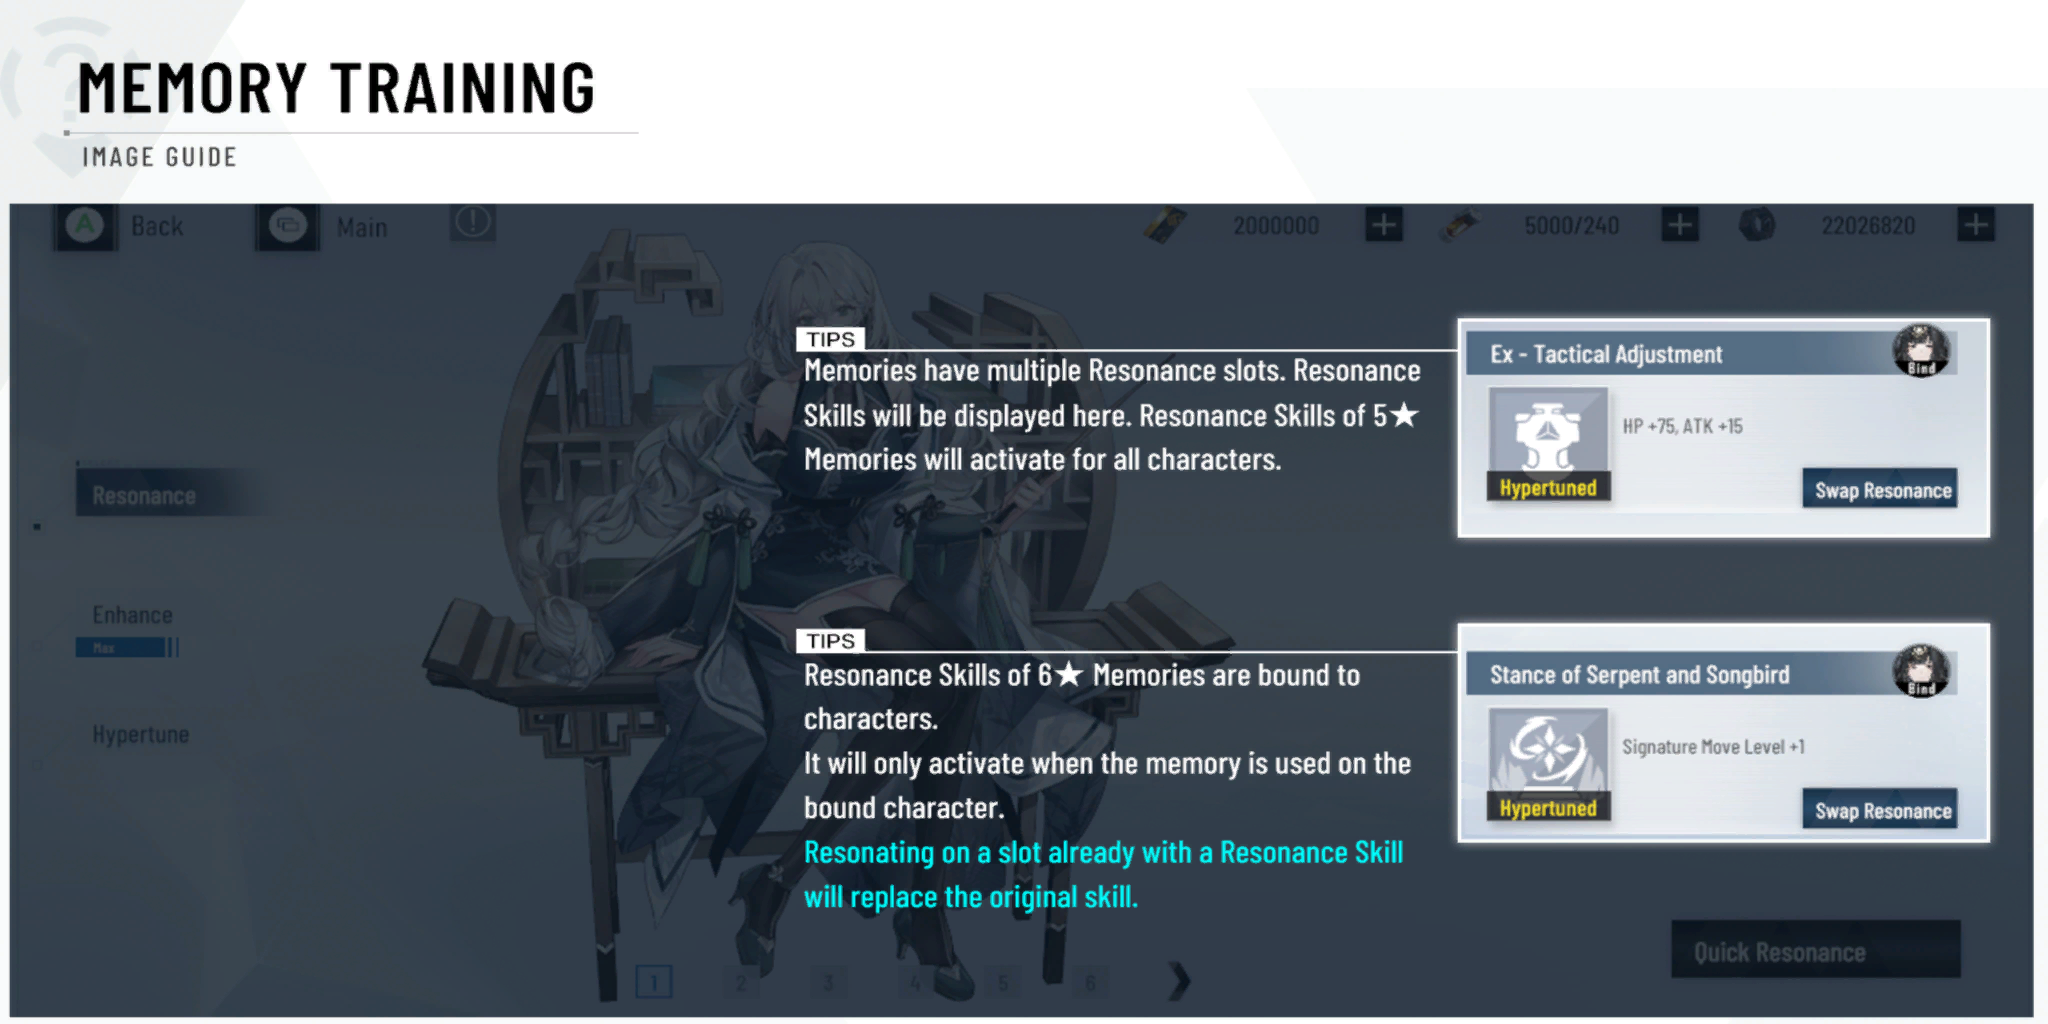 MEMORY TRAINING
IMAGE GUIDE
A Back
Main
2000000
5000/240
22026820
TIPS
Memories have multiple Resonance slots. Resonance
Skills will be displayed here. Resonance Skills of 5★
Memories will activate for all characters.
Ex - Tactical Adjustment
Bind
HP +75, ATK +15
Hypertuned
Swap Resonance
Resonance
Enhance
Max
Hypertune
TIPS
Resonance Skills of 6★ Memories are bound to
characters.
It will only activate when the memory is used on the
bound character.
Resonating on a slot already with a Resonance Skill
will replace the original skill.
Stance of Serpent and Songbird
Bind
Signature Move Level +1
Hypertuned
Swap Resonance
Quick Resonance
1 2 3 4 5 6